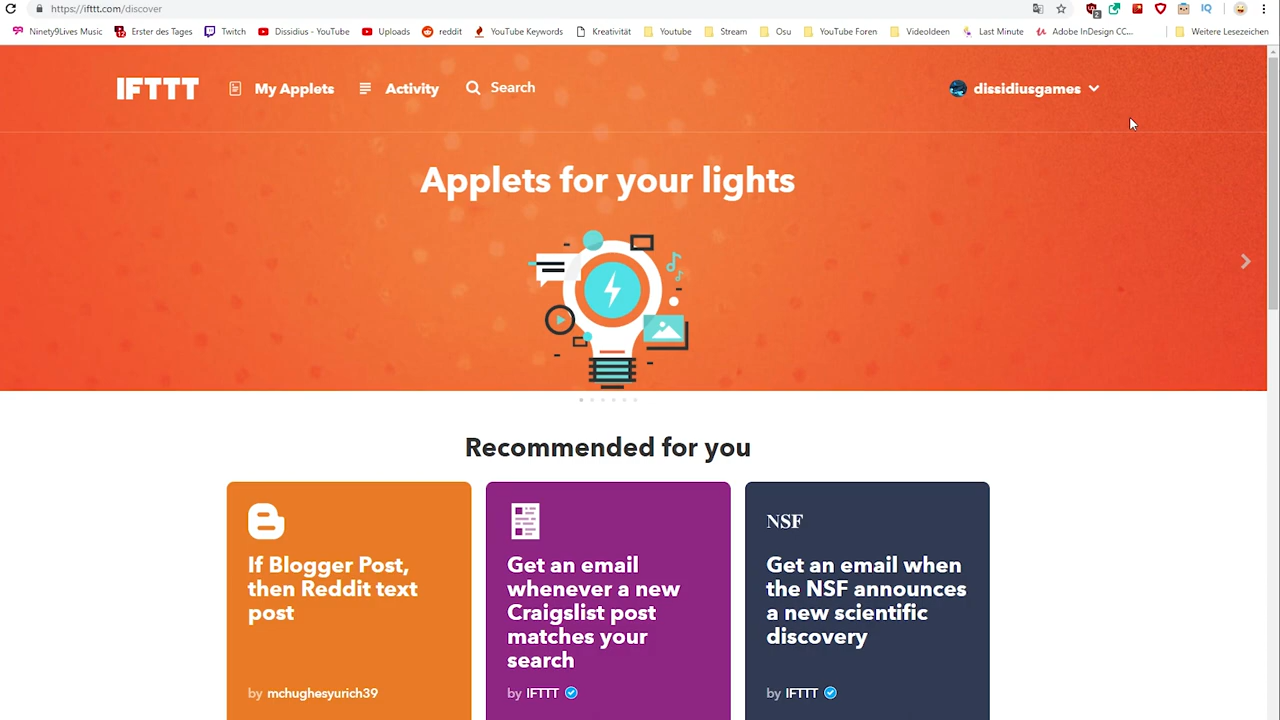 https://ifttt.com/discover
2
IQ
Ninety9Lives Music
Erster des Tages
Twitch
Dissidius - YouTube
Uploads
reddit
YouTube Keywords
Kreativität
Youtube
Stream
Osu
YouTube Foren
VideoIdeen
Last Minute
Adobe InDesign CC...
Weitere Lesezeichen
IFTTT
My Applets
Activity
Search
dissidiusgames
Applets for your lights
Recommended for you
If Blogger Post,
then Reddit text
post
by mchughesyurich39
Get an email
whenever a new
Craigslist post
matches your
search
by IFTTT
NSF
Get an email when
the NSF announces
a new scientific
discovery
by IFTTT